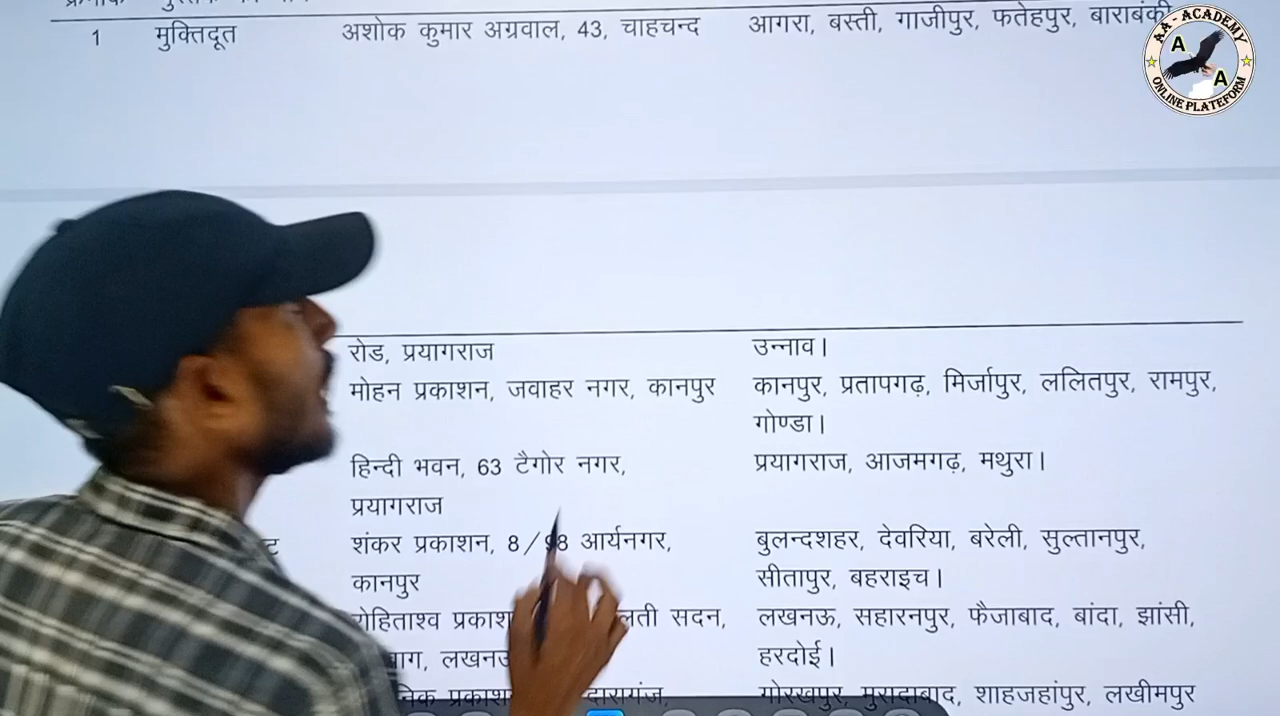 1 मुक्तिदूत अशोक कुमार अग्रवाल, 43, चाहचन्द आगरा, बस्ती, गाजीपुर, फतेहपुर, बाराबंकी
AA - ACADEMY
A
A
ONLINE PLATEFORM
रोड, प्रयागराज उन्नाव।
मोहन प्रकाशन, जवाहर नगर, कानपुर कानपुर, प्रतापगढ़, मिर्जापुर, ललितपुर, रामपुर,
गोण्डा।
हिन्दी भवन, 63 टैगोर नगर, प्रयागराज, आजमगढ़, मथुरा।
प्रयागराज
शंकर प्रकाशन, 8/98 आर्यनगर, बुलन्दशहर, देवरिया, बरेली, सुल्तानपुर,
कानपुर सीतापुर, बहराइच।
सदन, लखनऊ, सहारनपुर, फैजाबाद, बांदा, झांसी,
हरदोई।
दारागंज, गोरखपुर, मुरादाबाद, शाहजहांपुर, लखीमपुर